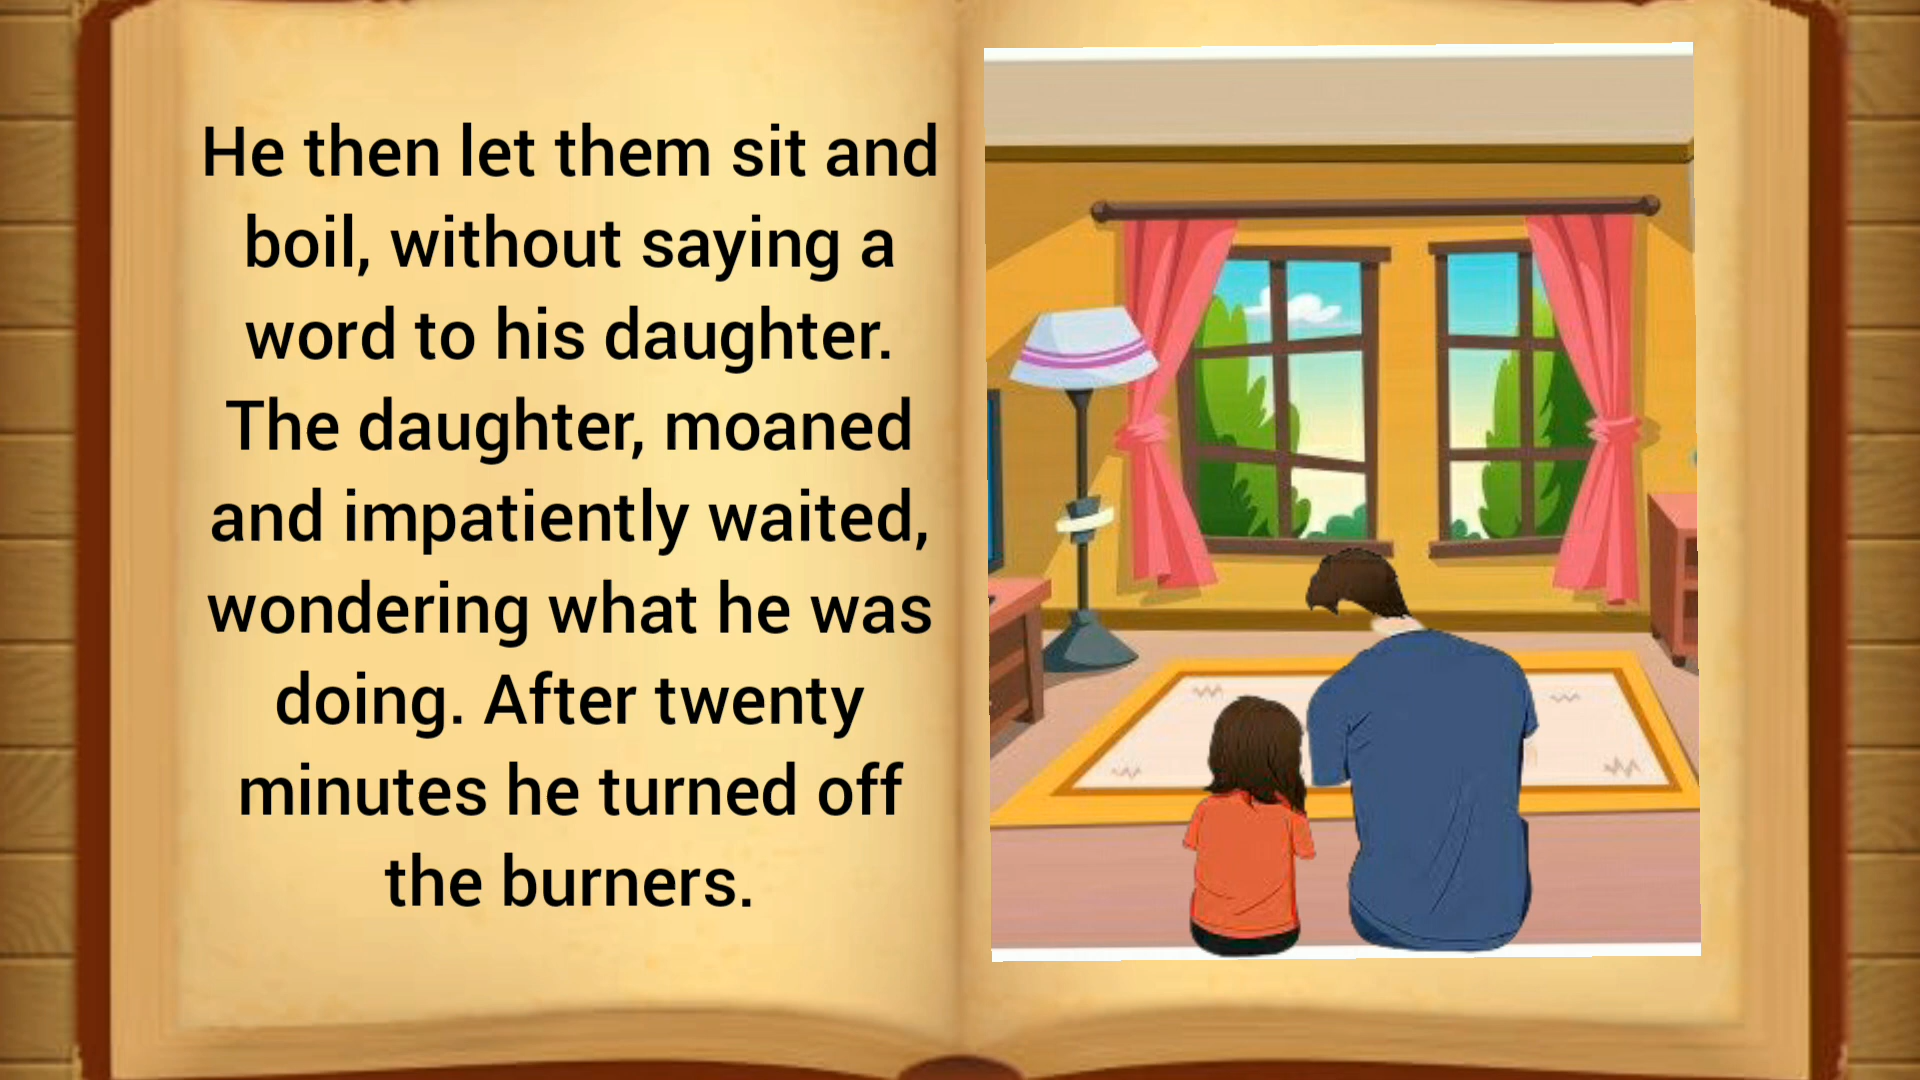 He then let them sit and
boil, without saying a
word to his daughter.
The daughter, moaned
and impatiently waited,
wondering what he was
doing. After twenty
minutes he turned off
the burners.